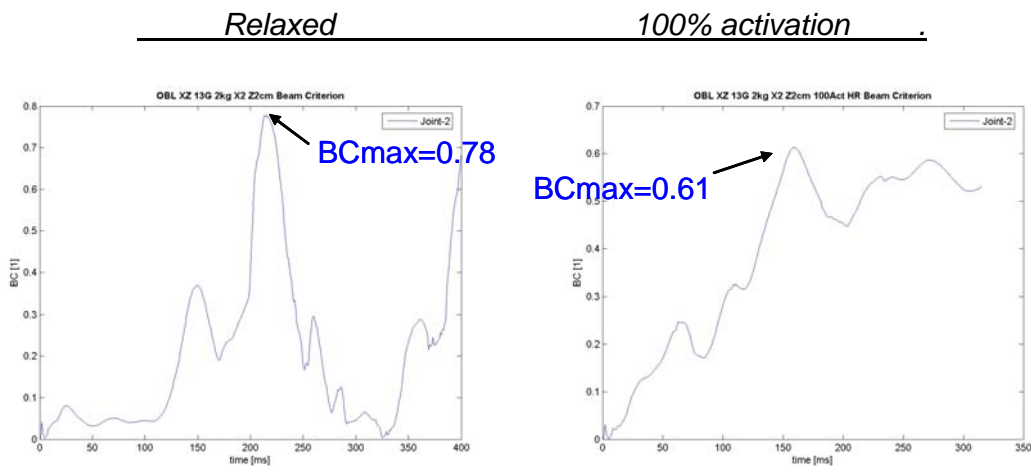 Relaxed 100% activation .
OBL XZ 13G 2kg X2 Z2cm Beam Criterion
Joint-2
BCmax=0.78
BC [1]
0.8
0.7
0.6
0.5
0.4
0.3
0.2
0.1
0
0 50 100 150 200 250 300 350 400
time [ms]
OBL XZ 13G 2kg X2 Z2cm 100Act HR Beam Criterion
Joint-2
BCmax=0.61
BC [1]
0.7
0.6
0.5
0.4
0.3
0.2
0.1
0
0 50 100 150 200 250 300 350
time [ms]